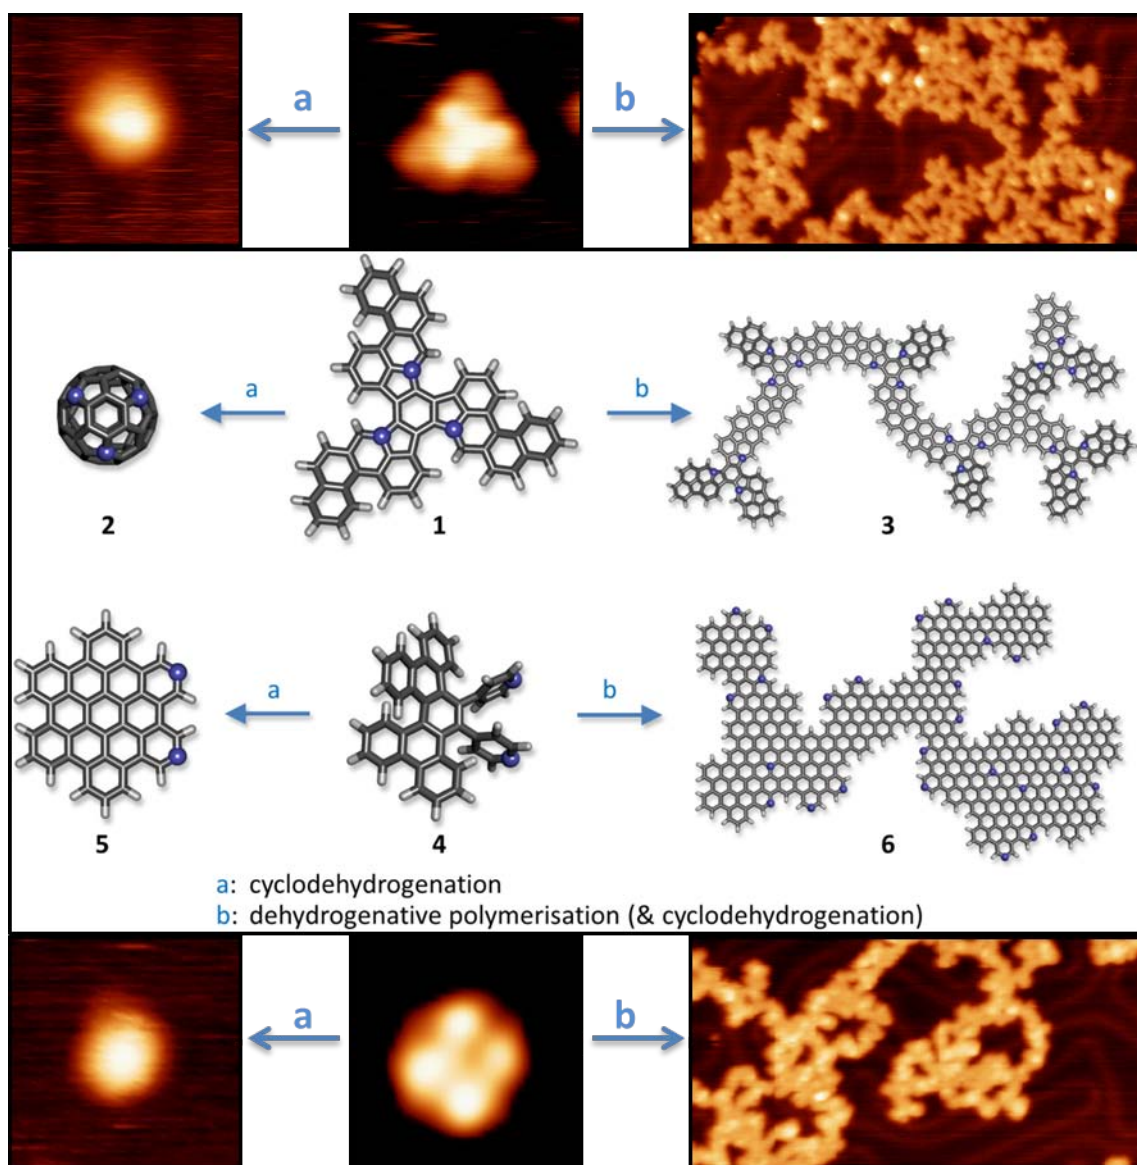 a
b
a
b
2
1
3
a
b
5
4
6
a: cyclodehydrogenation
b: dehydrogenative polymerisation (& cyclodehydrogenation)
a
b